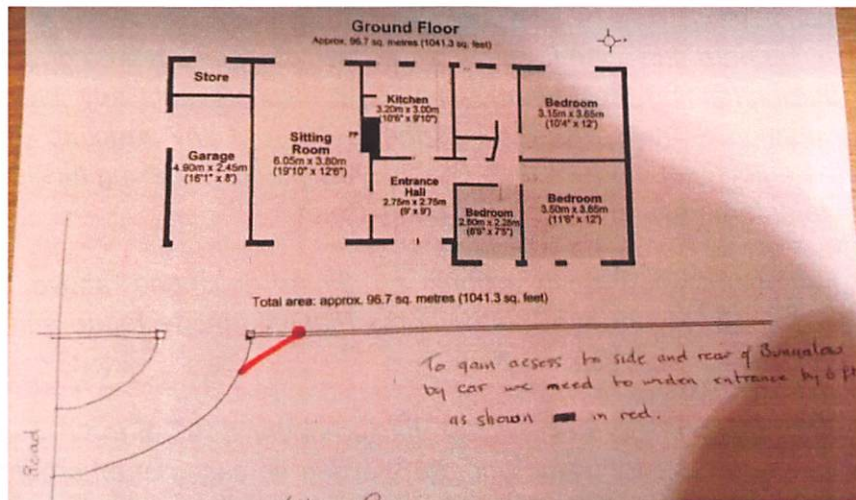 Ground Floor
Approx. 96.7 sq. metres (1041.3 sq. feet)
Store
Kitchen
3.20m x 3.00m
(10'6" x 9'10")
Bedroom
3.15m x 3.65m
(10'4" x 12')
FP
Sitting
Room
6.05m x 3.80m
(19'10" x 12'6")
Garage
4.90m x 2.45m
(16'1" x 8')
Entrance
Hall
2.75m x 2.75m
(9' x 9')
Bedroom
2.60m x 2.25m
(8'6" x 7'5")
Bedroom
3.50m x 3.65m
(11'6" x 12')
Total area: approx. 96.7 sq. metres (1041.3 sq. feet)
To gain acsess to side and rear of Bungalow
by car we need to widen entrance by 6 ft
as shown in red.
Road